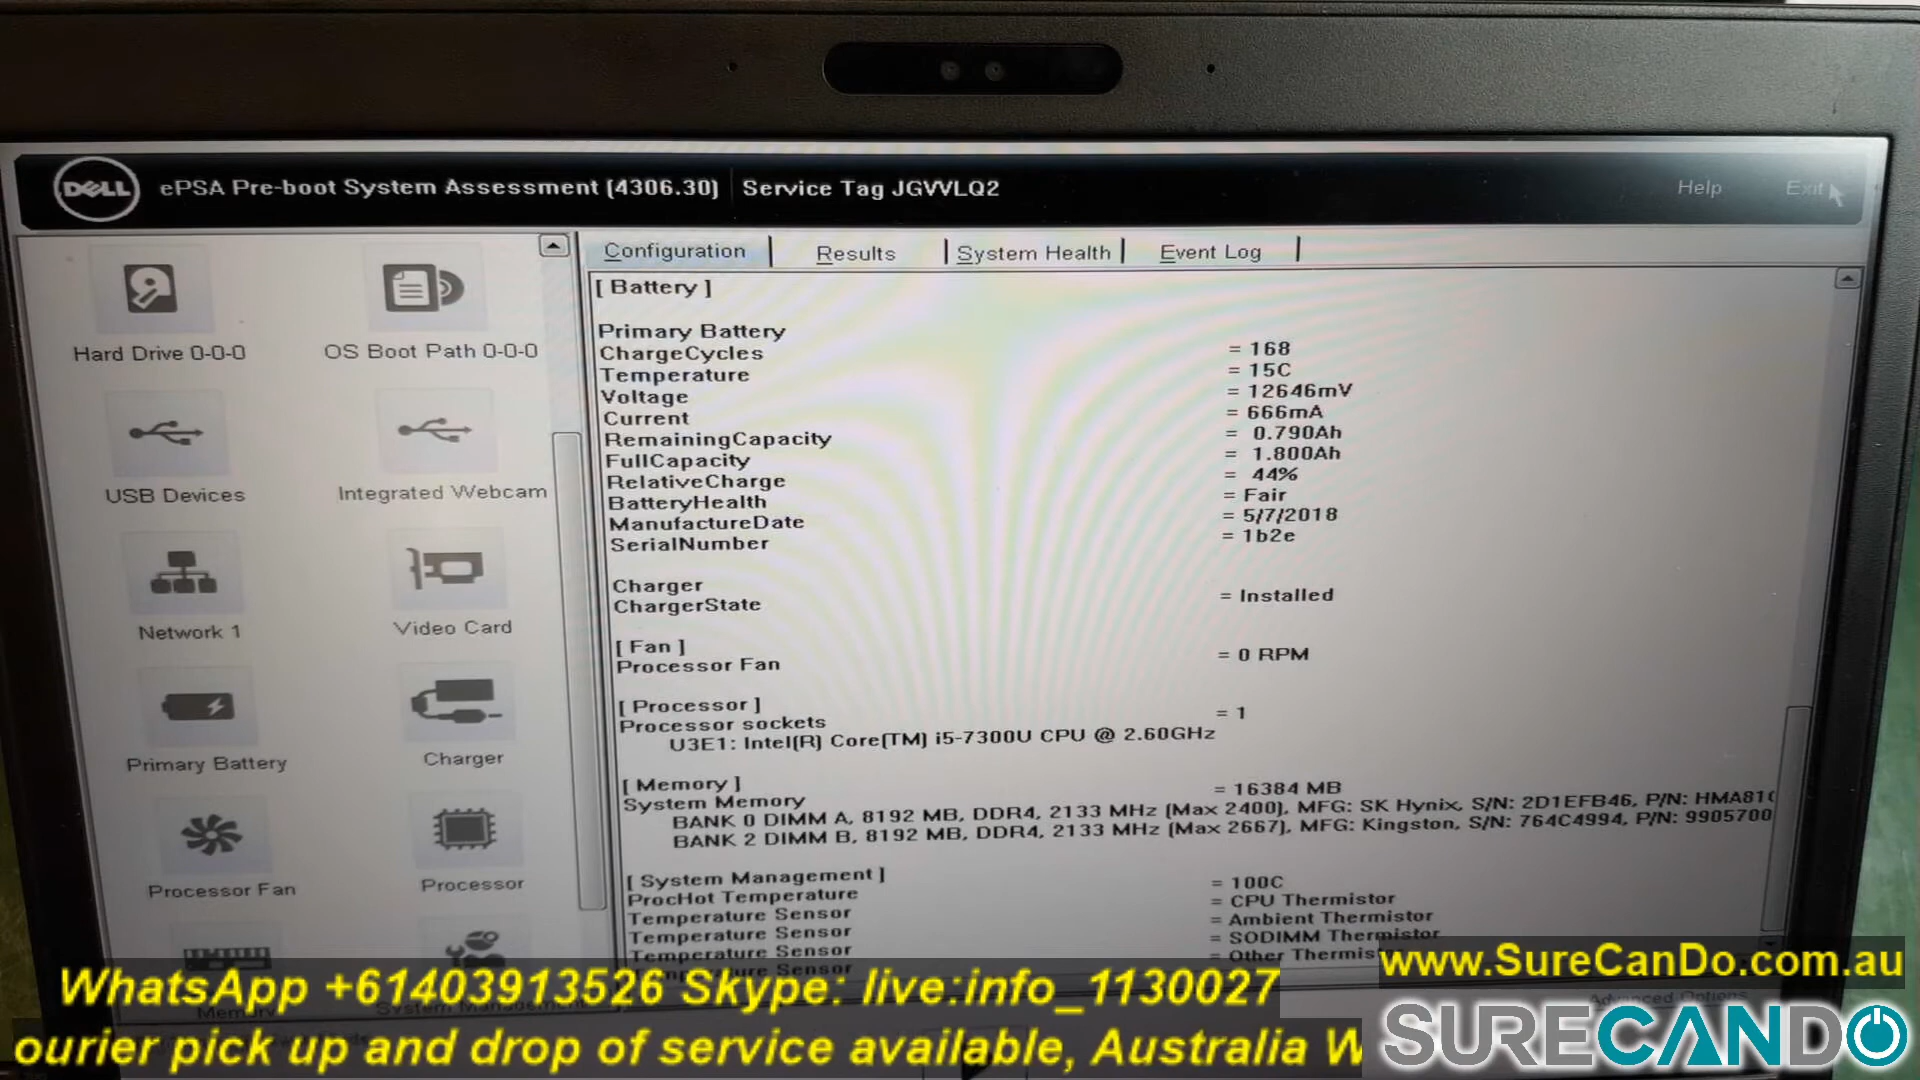 DELL
ePSA Pre-boot System Assessment (4306.30)
Service Tag JGVVLQ2
Help
Exit
Configuration
Results
System Health
Event Log
Hard Drive 0-0-0
OS Boot Path 0-0-0
USB Devices
Integrated Webcam
Network 1
Video Card
Primary Battery
Charger
Processor Fan
Processor
Memory
System Management
[ Battery ]
Primary Battery
ChargeCycles = 168
Temperature = 15C
Voltage = 12646mV
Current = 666mA
RemainingCapacity = 0.790Ah
FullCapacity = 1.800Ah
RelativeCharge = 44%
BatteryHealth = Fair
ManufactureDate = 5/7/2018
SerialNumber = 1b2e
Charger
ChargerState = Installed
[ Fan ]
Processor Fan = 0 RPM
[ Processor ]
Processor sockets = 1
U3E1: Intel(R) Core(TM) i5-7300U CPU @ 2.60GHz
[ Memory ]
System Memory = 16384 MB
BANK 0 DIMM A, 8192 MB, DDR4, 2133 MHz (Max 2400), MFG: SK Hynix, S/N: 2D1EFB46, P/N: HMA81
BANK 2 DIMM B, 8192 MB, DDR4, 2133 MHz (Max 2667), MFG: Kingston, S/N: 764C4994, P/N: 9905700
[ System Management ]
ProcHot Temperature = 100C
Temperature Sensor = CPU Thermistor
Temperature Sensor = Ambient Thermistor
Temperature Sensor = SODIMM Thermistor
Temperature Sensor = Other
Advanced Options
WhatsApp +61403913526 Skype: live:info_1130027
ourier pick up and drop of service available, Australia W
www.SureCanDo.com.au
SURECANDO